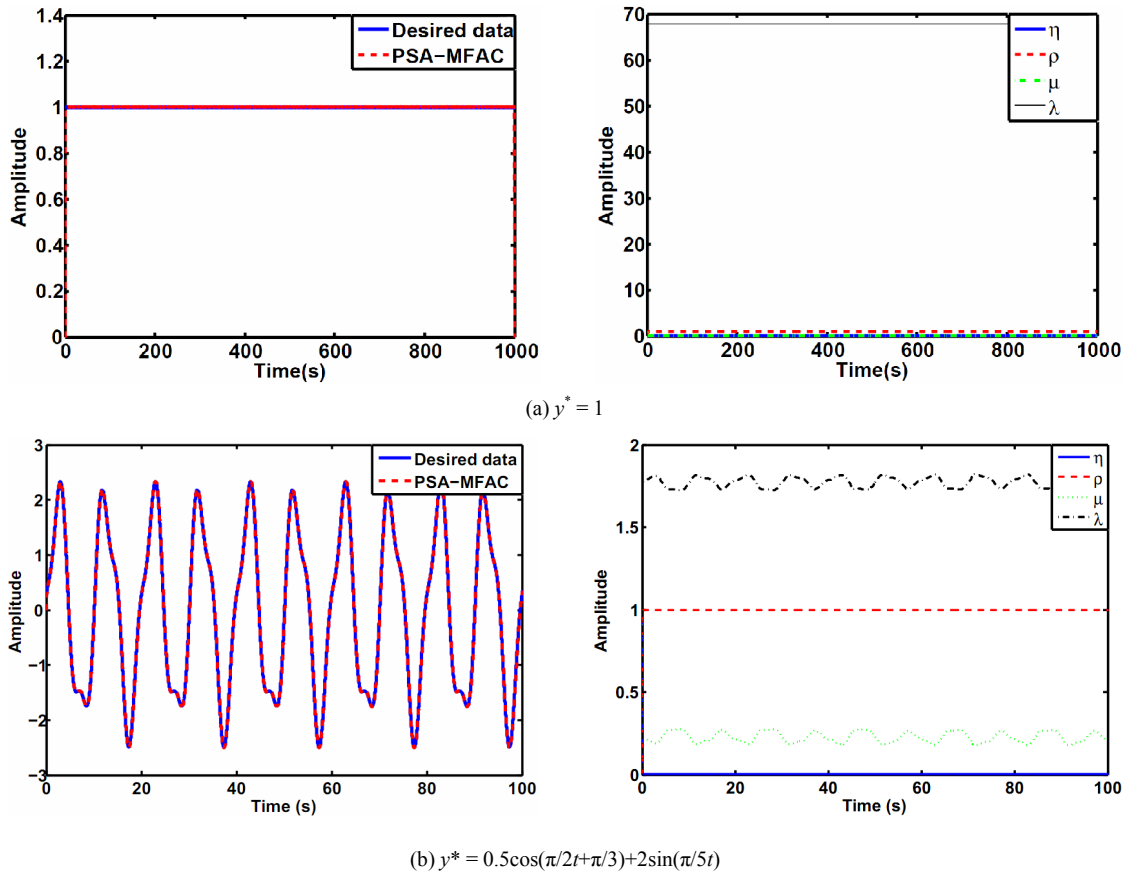 1.4
1.2
1
0.8
0.6
0.4
0.2
0
Amplitude
Desired data
PSA−MFAC
0 200 400 600 800 1000
Time(s)
70
60
50
40
30
20
10
0
Amplitude
η
ρ
μ
λ
0 200 400 600 800 1000
Time(s)
(a) y* = 1
3
2
1
0
−1
−2
−3
Amplitude
Desired data
PSA−MFAC
0 20 40 60 80 100
Time (s)
2
1.5
1
0.5
0
Amplitude
η
ρ
μ
λ
0 20 40 60 80 100
Time (s)
(b) y* = 0.5cos(π/2t+π/3)+2sin(π/5t)